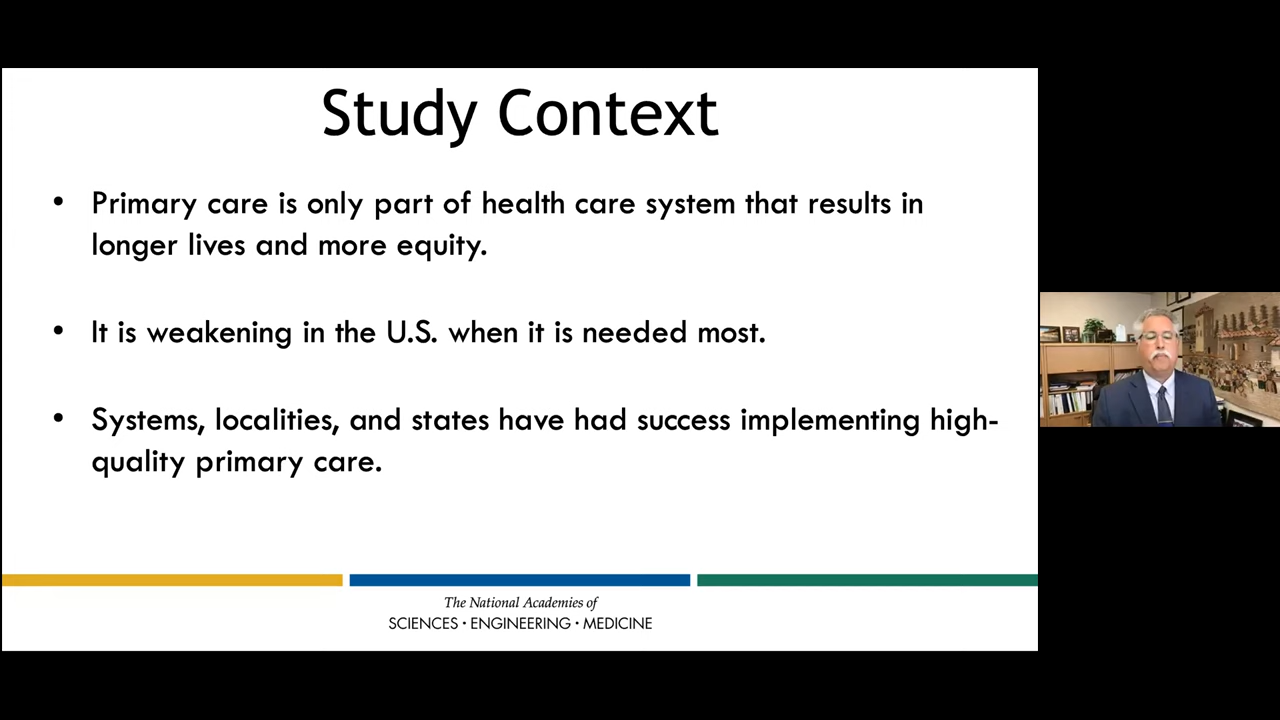 Study Context
• Primary care is only part of health care system that results in
longer lives and more equity.
• It is weakening in the U.S. when it is needed most.
• Systems, localities, and states have had success implementing high-
quality primary care.
The National Academies of
SCIENCES • ENGINEERING • MEDICINE